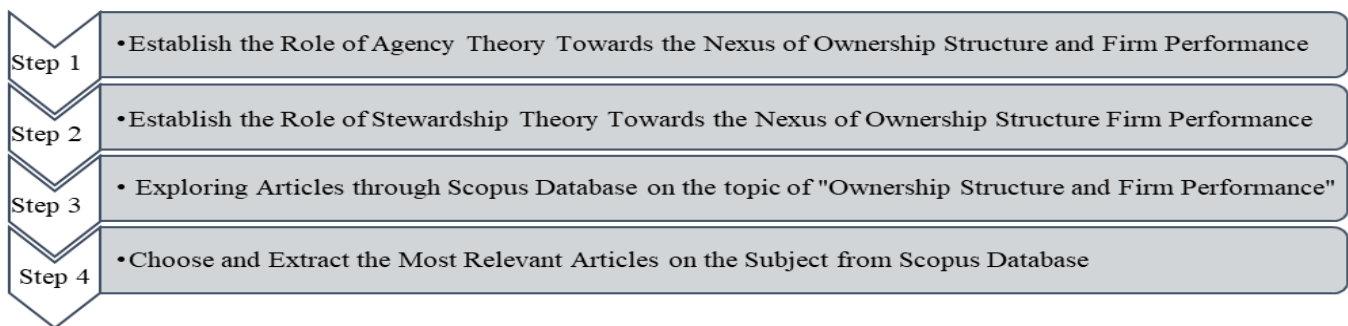 Step 1
•Establish the Role of Agency Theory Towards the Nexus of Ownership Structure and Firm Performance
Step 2
•Establish the Role of Stewardship Theory Towards the Nexus of Ownership Structure Firm Performance
Step 3
• Exploring Articles through Scopus Database on the topic of "Ownership Structure and Firm Performance"
Step 4
•Choose and Extract the Most Relevant Articles on the Subject from Scopus Database